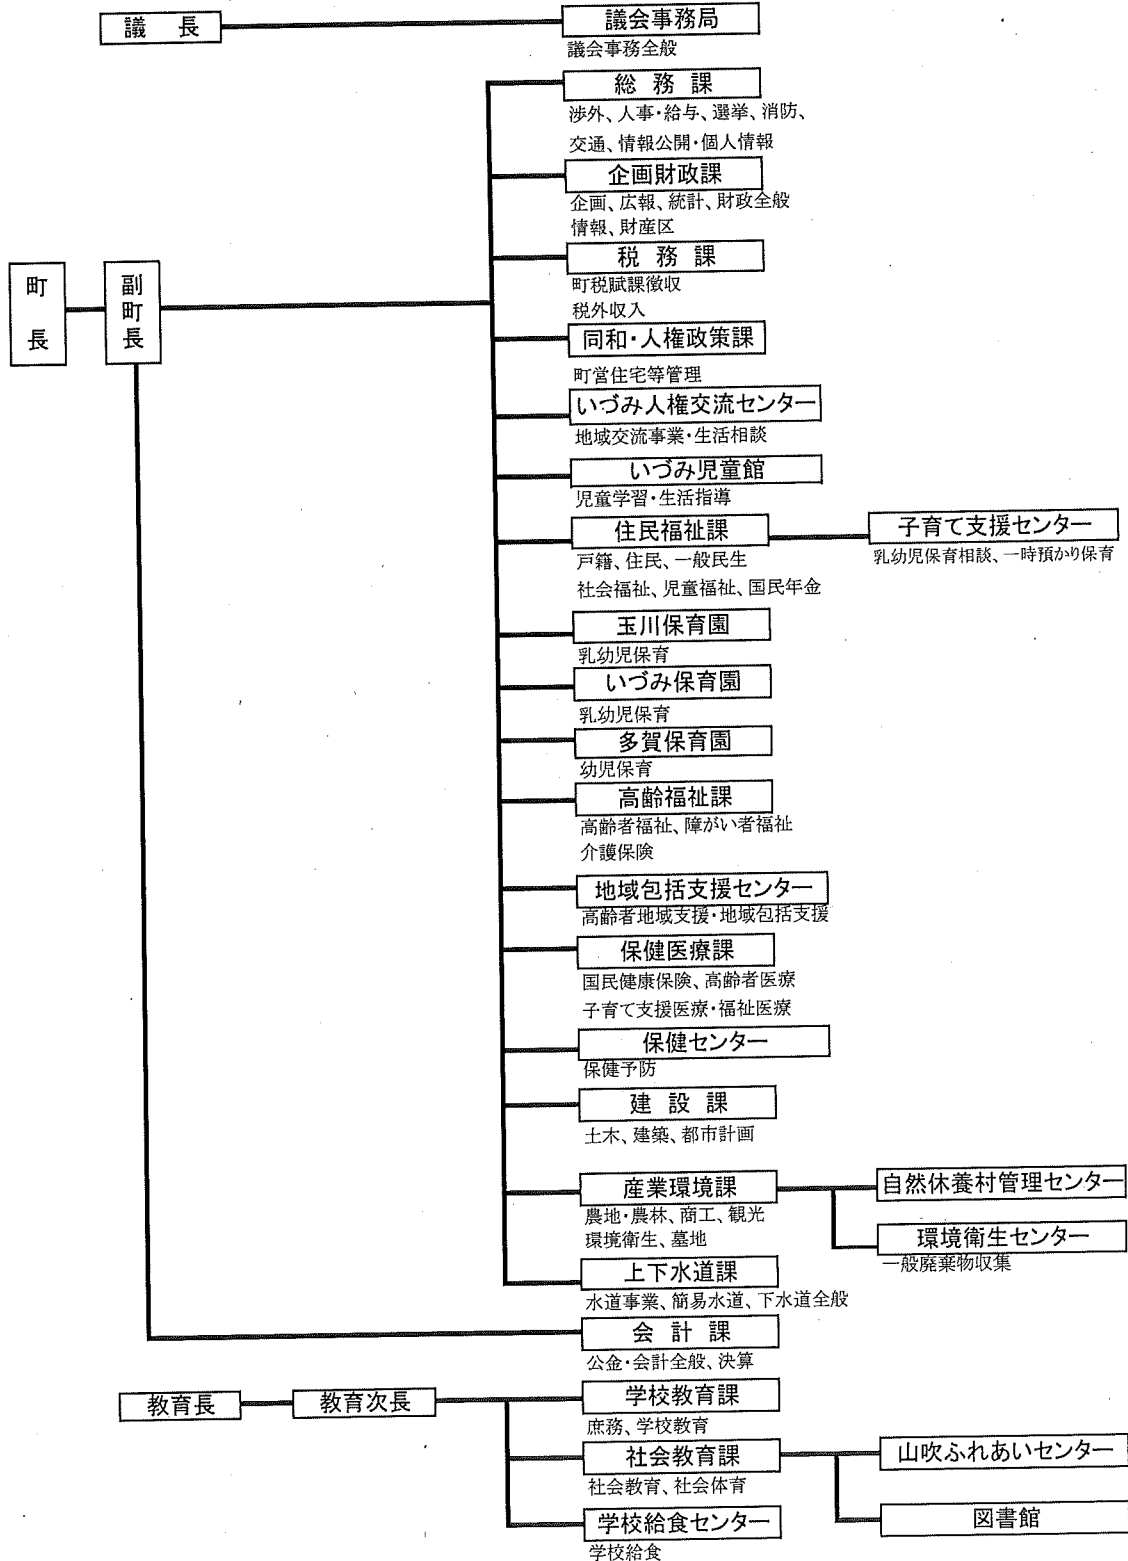 議長
議会事務局
議会事務全般
総務課
渉外、人事・給与、選挙、消防、
交通、情報公開・個人情報
企画財政課
企画、広報、統計、財政全般
情報、財産区
税務課
町税賦課徴収
税外収入
町長
副町長
同和・人権政策課
町営住宅等管理
いづみ人権交流センター
地域交流事業・生活相談
いづみ児童館
児童学習・生活指導
住民福祉課
戸籍、住民、一般民生
社会福祉、児童福祉、国民年金
子育て支援センター
乳幼児保育相談、一時預かり保育
玉川保育園
乳幼児保育
いづみ保育園
乳幼児保育
多賀保育園
幼児保育
高齢福祉課
高齢者福祉、障がい者福祉
介護保険
地域包括支援センター
高齢者地域支援・地域包括支援
保健医療課
国民健康保険、高齢者医療
子育て支援医療・福祉医療
保健センター
保健予防
建設課
土木、建築、都市計画
産業環境課
農地・農林、商工、観光
環境衛生、墓地
自然休養村管理センター
環境衛生センター
一般廃棄物収集
上下水道課
水道事業、簡易水道、下水道全般
会計課
公金・会計全般、決算
教育長
教育次長
学校教育課
庶務、学校教育
社会教育課
社会教育、社会体育
山吹ふれあいセンター
図書館
学校給食センター
学校給食